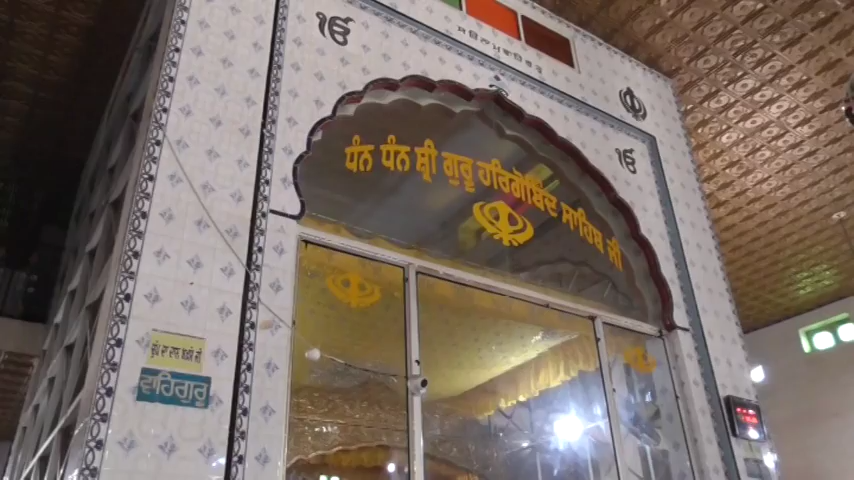 ੴ
ੴ
ਧੰਨ ਧੰਨ ਸ਼੍ਰੀ ਗੁਰੂ ਹਰਿਗੋਬਿੰਦ ਸਾਹਿਬ ਜੀ
ਵਾਹਿਗੁਰੂ